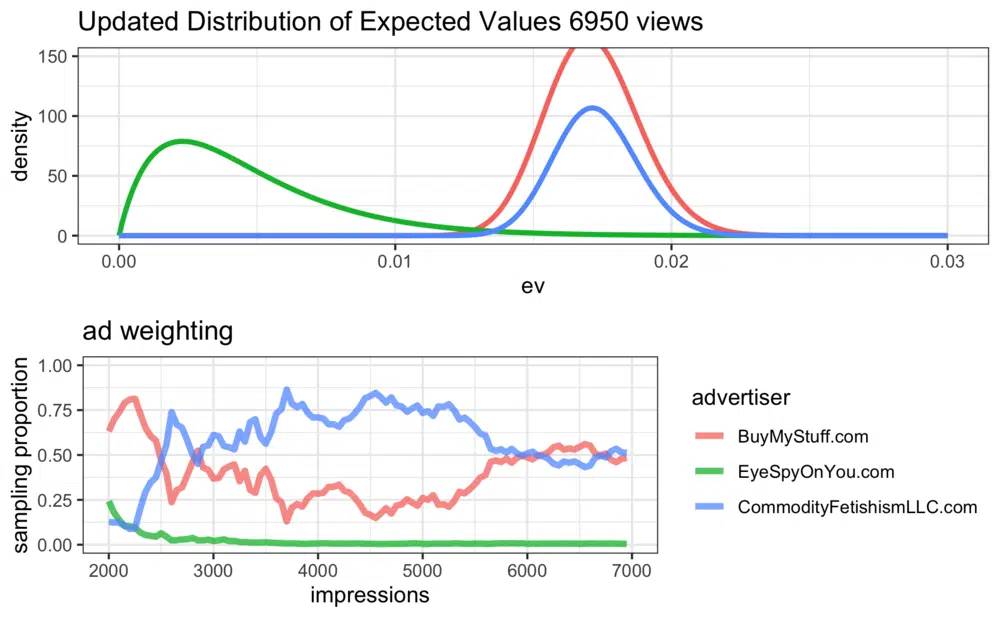 Updated Distribution of Expected Values 6950 views
150
100
50
0
density
0.00 0.01 0.02 0.03
ev
ad weighting
1.00
0.75
0.50
0.25
0.00
sampling proportion
2000 3000 4000 5000 6000 7000
impressions
advertiser
BuyMyStuff.com
EyeSpyOnYou.com
CommodityFetishismLLC.com